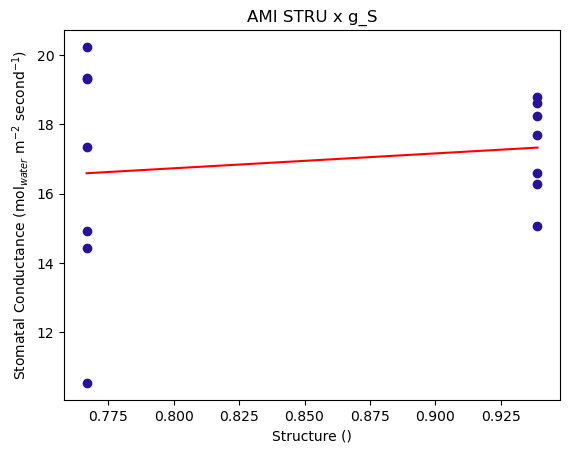 AMI STRU x g_S
Stomatal Conductance (mol$_{water}$ m$^{-2}$ second$^{-1}$)
20
18
16
14
12
0.775 0.800 0.825 0.850 0.875 0.900 0.925
Structure ()